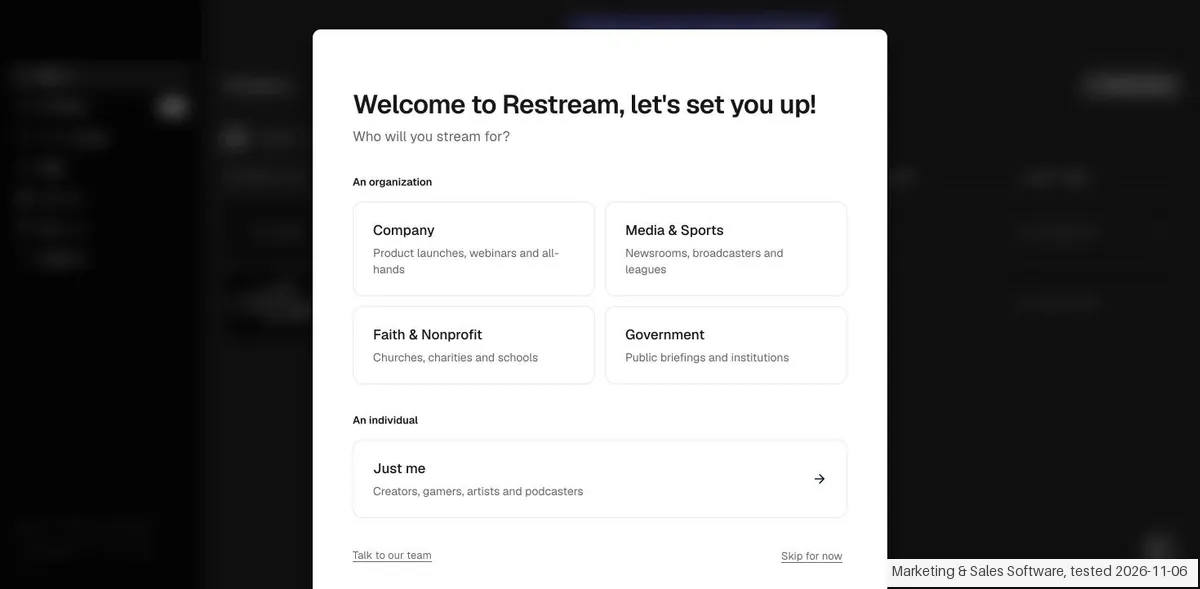 Welcome to Restream, let's set you up!
Who will you stream for?
An organization
Company
Product launches, webinars and all-
hands
Media & Sports
Newsrooms, broadcasters and
leagues
Faith & Nonprofit
Churches, charities and schools
Government
Public briefings and institutions
An individual
Just me
Creators, gamers, artists and podcasters
Talk to our team
Skip for now
Marketing & Sales Software, tested 2026-11-06